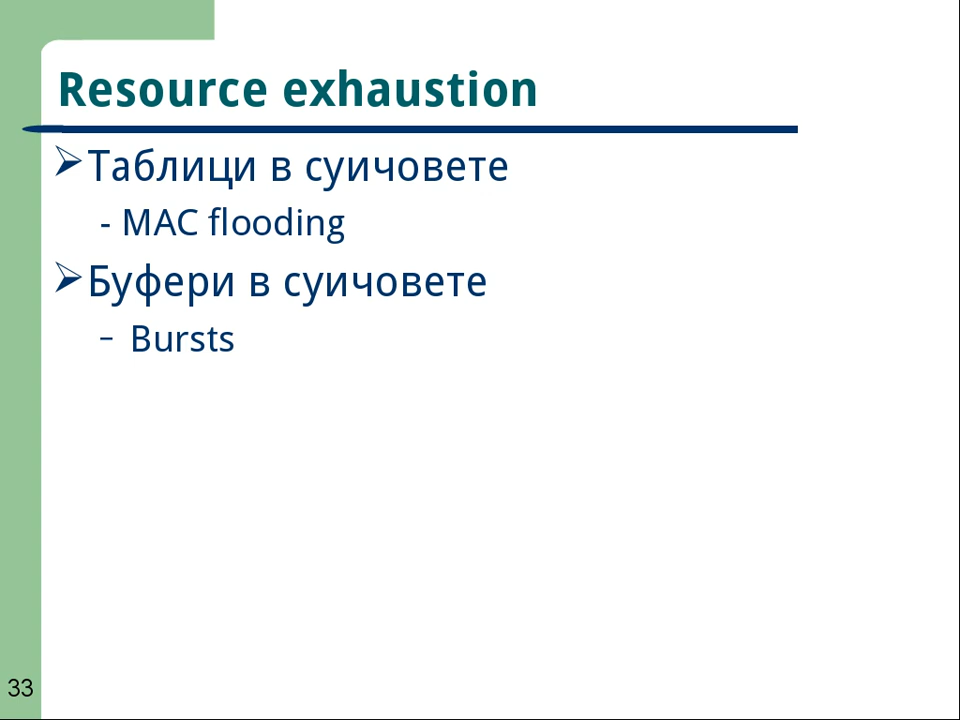 Resource exhaustion
Таблици в суичовете
- MAC flooding
Буфери в суичовете
– Bursts
33